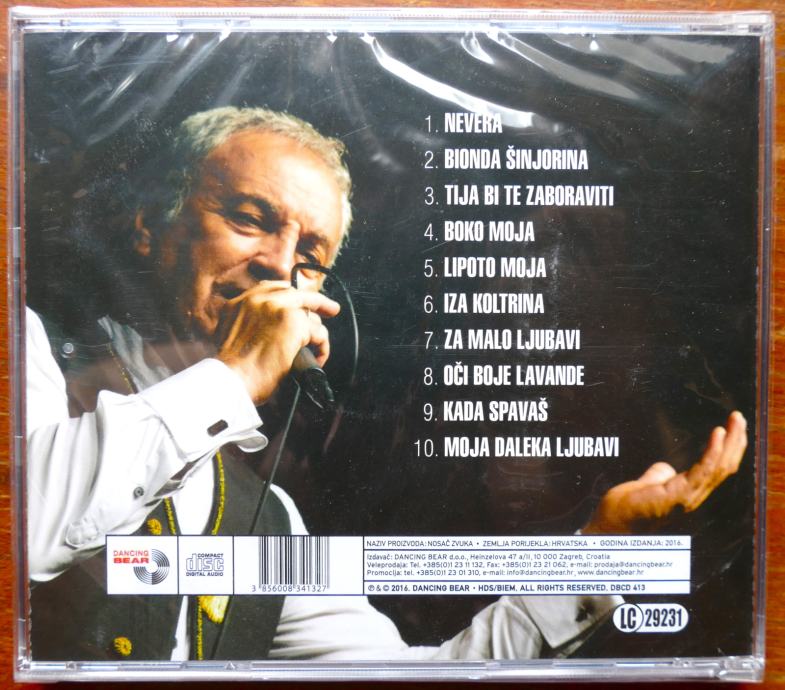 1. NEVERA
2. BIONDA ŠINJORINA
3. TIJA BI TE ZABORAVITI
4. BOKO MOJA
5. LIPOTO MOJA
6. IZA KOLTRINA
7. ZA MALO LJUBAVI
8. OČI BOJE LAVANDE
9. KADA SPAVAŠ
10. MOJA DALEKA LJUBAVI
DANCING
BEAR
COMPACT
disc
DIGITAL AUDIO
3 856008 341327
NAZIV PROIZVODA: NOSAČ ZVUKA • ZEMLJA PORIJEKLA: HRVATSKA • GODINA IZDANJA: 2016.
Izdavač: DANCING BEAR d.o.o., Heinzelova 47 a/II, 10 000 Zagreb, Croatia
Veleprodaja: Tel. +385(0)1 23 11 132, Fax: +385(0)1 23 21 062; e-mail: prodaja@dancingbear.hr
Promocija: tel. +385(0)1 23 01 310, e-mail: info@dancingbear.hr, www.dancingbear.hr
℗ & © 2016. DANCING BEAR • HDS/BIEM. ALL RIGHTS RESERVED. DBCD 413
LC 29231